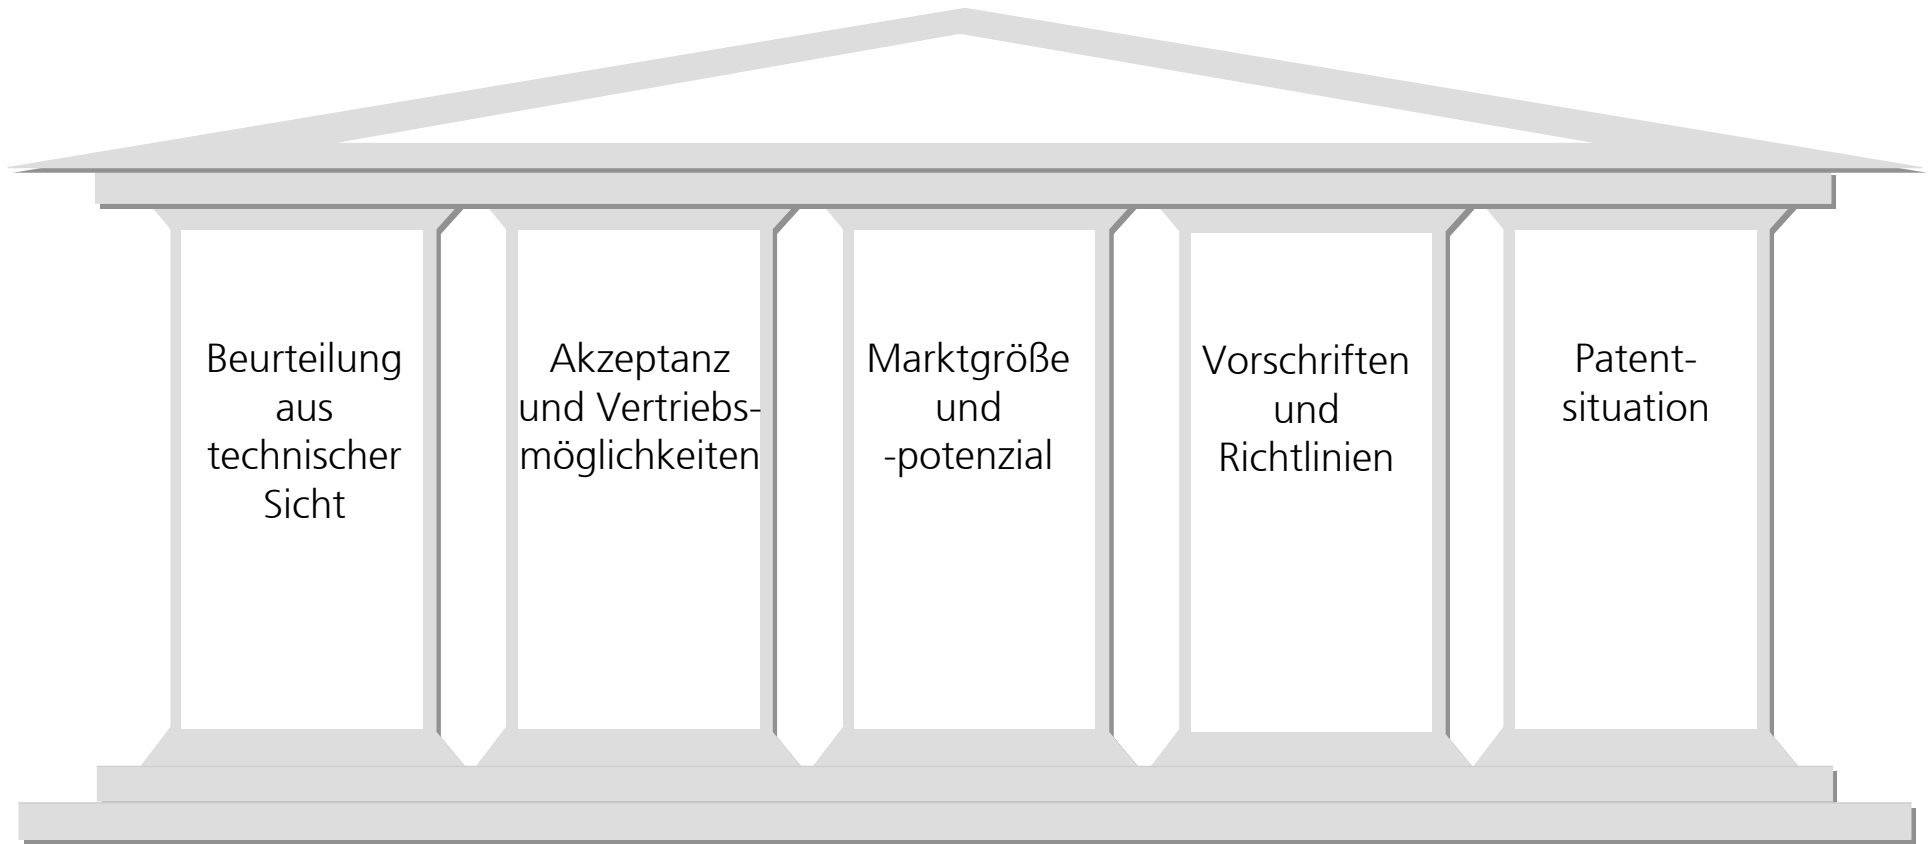 Beurteilung
aus
technischer
Sicht
Akzeptanz
und Vertriebs-
möglichkeiten
Marktgröße
und
-potenzial
Vorschriften
und
Richtlinien
Patent-
situation